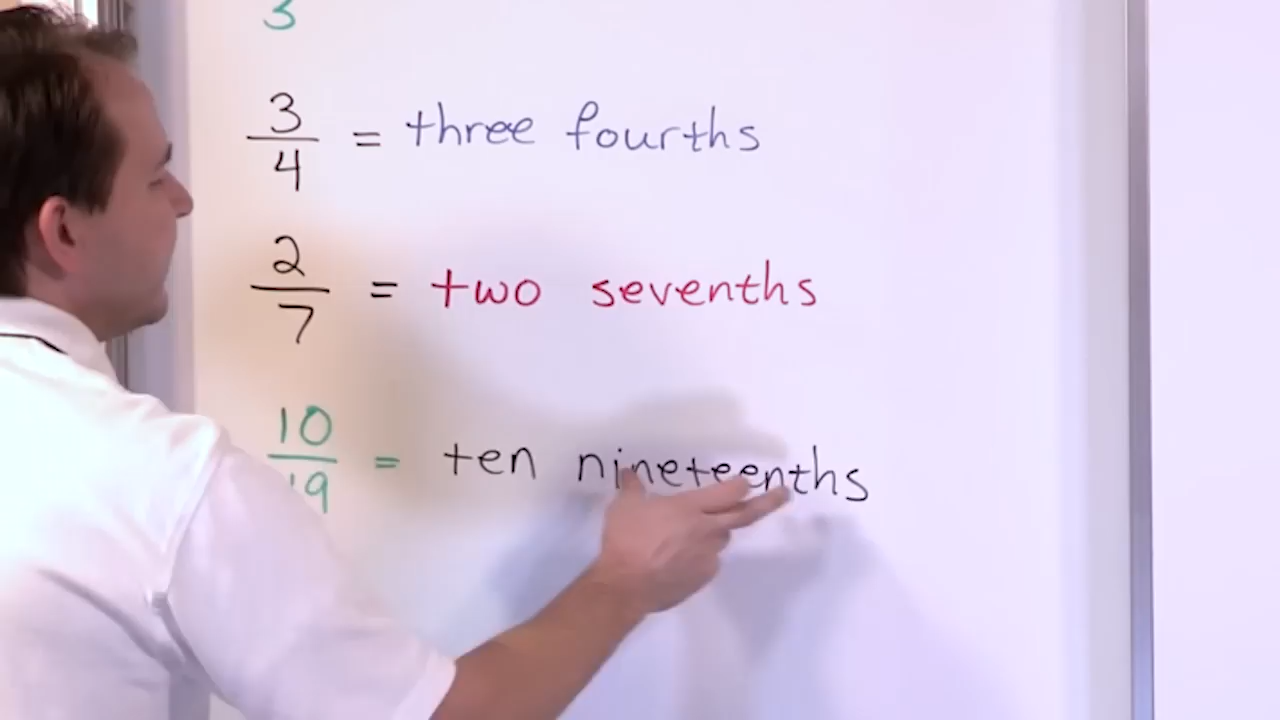 3
3/4 = three fourths
2/7 = two sevenths
10/19 = ten nineteenths